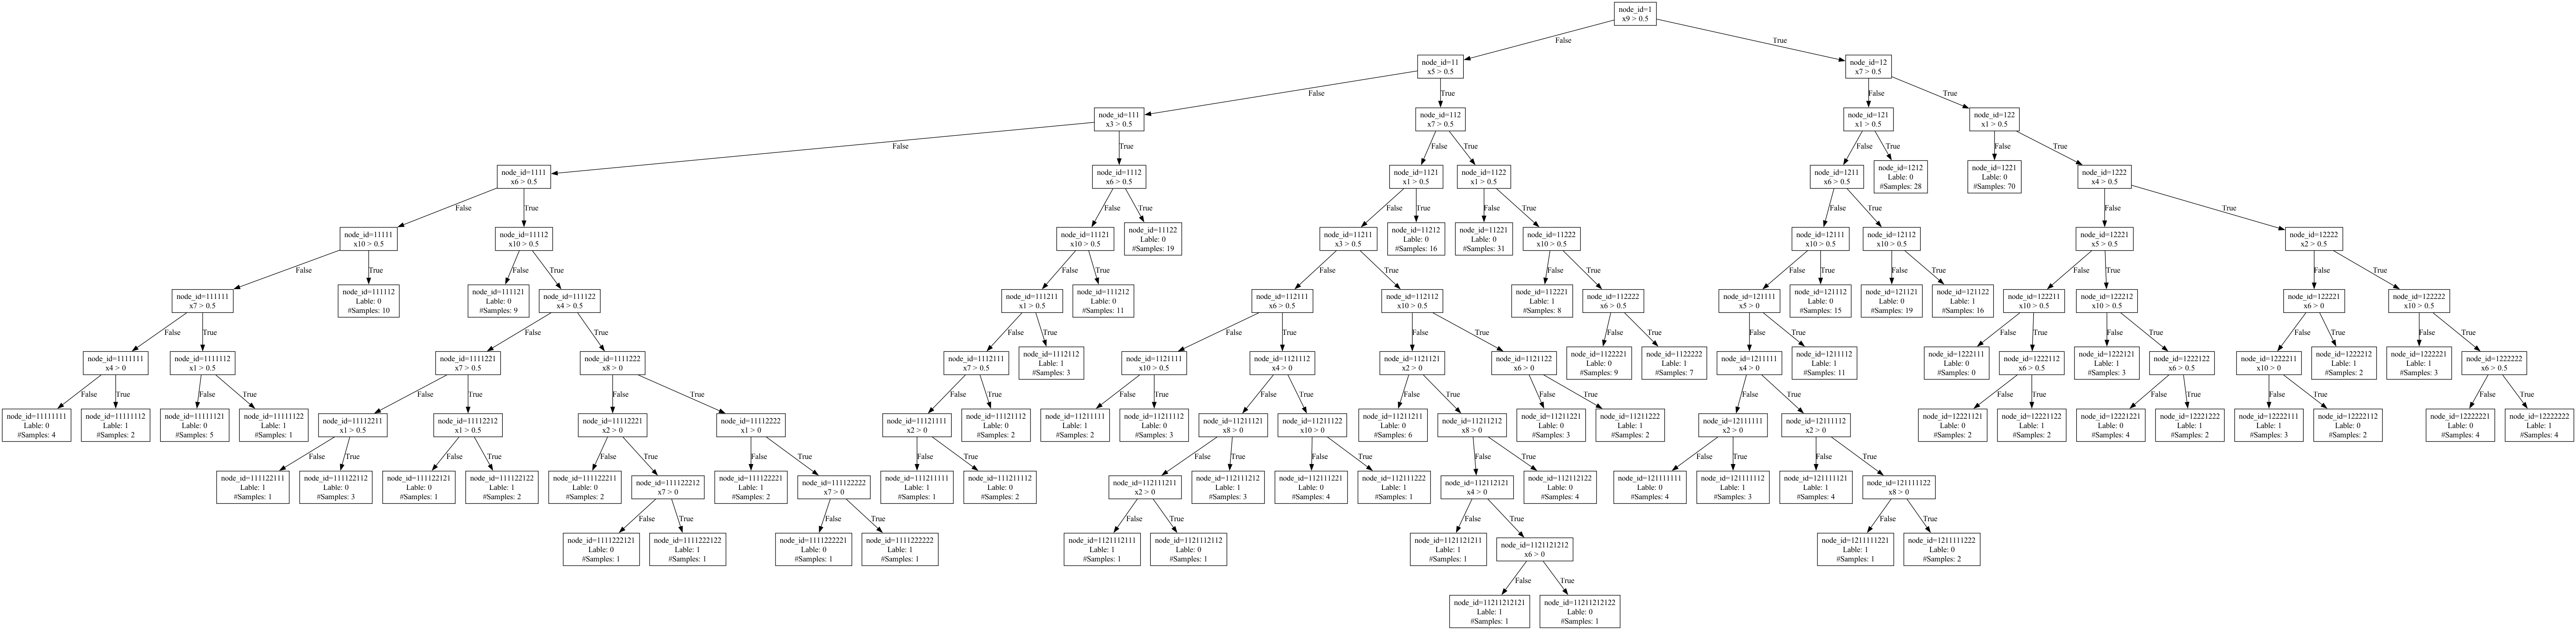 node_id=1
x9 > 0.5
False
True
node_id=11
x5 > 0.5
node_id=12
x7 > 0.5
False
True
False
True
node_id=111
x3 > 0.5
node_id=112
x7 > 0.5
node_id=121
x1 > 0.5
node_id=122
x1 > 0.5
False
True
False
True
False
True
False
True
node_id=1111
x6 > 0.5
node_id=1112
x6 > 0.5
node_id=1121
x1 > 0.5
node_id=1122
x1 > 0.5
node_id=1211
x6 > 0.5
node_id=1212
Lable: 0
#Samples: 28
node_id=1221
Lable: 0
#Samples: 70
node_id=1222
x4 > 0.5
False
True
False
True
False
True
False
True
False
True
False
True
node_id=11111
x10 > 0.5
node_id=11112
x10 > 0.5
node_id=11121
x10 > 0.5
node_id=11122
Lable: 0
#Samples: 19
node_id=11211
x3 > 0.5
node_id=11212
Lable: 0
#Samples: 16
node_id=11221
Lable: 0
#Samples: 31
node_id=11222
x10 > 0.5
node_id=12111
x10 > 0.5
node_id=12112
x10 > 0.5
node_id=12221
x5 > 0.5
node_id=12222
x2 > 0.5
False
True
False
True
False
True
False
True
False
True
False
True
False
True
False
True
False
True
node_id=111111
x7 > 0.5
node_id=111112
Lable: 0
#Samples: 10
node_id=111121
Lable: 0
#Samples: 9
node_id=111122
x4 > 0.5
node_id=111211
x1 > 0.5
node_id=111212
Lable: 0
#Samples: 11
node_id=112111
x6 > 0.5
node_id=112112
x10 > 0.5
node_id=112221
Lable: 1
#Samples: 8
node_id=112222
x6 > 0.5
node_id=121111
x5 > 0
node_id=121112
Lable: 0
#Samples: 15
node_id=121121
Lable: 0
#Samples: 19
node_id=121122
Lable: 1
#Samples: 16
node_id=122211
x10 > 0.5
node_id=122212
x10 > 0.5
node_id=122221
x6 > 0
node_id=122222
x10 > 0.5
False
True
False
True
False
True
False
True
False
True
False
True
False
True
False
True
False
True
False
True
False
True
node_id=1111111
x4 > 0
node_id=1111112
x1 > 0.5
node_id=1111221
x7 > 0.5
node_id=1111222
x8 > 0
node_id=1112111
x7 > 0.5
node_id=1112112
Lable: 1
#Samples: 3
node_id=1121111
x10 > 0.5
node_id=1121112
x4 > 0
node_id=1121121
x2 > 0
node_id=1121122
x6 > 0
node_id=1122221
Lable: 0
#Samples: 9
node_id=1122222
Lable: 1
#Samples: 7
node_id=1211111
x4 > 0
node_id=1211112
Lable: 1
#Samples: 11
node_id=1222111
Lable: 0
#Samples: 0
node_id=1222112
x6 > 0.5
node_id=1222121
Lable: 1
#Samples: 3
node_id=1222122
x6 > 0.5
node_id=1222211
x10 > 0
node_id=1222212
Lable: 1
#Samples: 2
node_id=1222221
Lable: 1
#Samples: 3
node_id=1222222
x6 > 0.5
False
True
False
True
False
True
False
True
False
True
False
True
False
True
False
True
False
True
False
True
False
True
False
True
False
True
False
True
node_id=11111111
Lable: 0
#Samples: 4
node_id=11111112
Lable: 1
#Samples: 2
node_id=11111121
Lable: 0
#Samples: 5
node_id=11111122
Lable: 1
#Samples: 1
node_id=11112211
x1 > 0.5
node_id=11112212
x1 > 0.5
node_id=11112221
x2 > 0
node_id=11112222
x1 > 0
node_id=11121111
x2 > 0
node_id=11121112
Lable: 0
#Samples: 2
node_id=11211111
Lable: 1
#Samples: 2
node_id=11211112
Lable: 0
#Samples: 3
node_id=11211121
x8 > 0
node_id=11211122
x10 > 0
node_id=11211211
Lable: 0
#Samples: 6
node_id=11211212
x8 > 0
node_id=11211221
Lable: 0
#Samples: 3
node_id=11211222
Lable: 1
#Samples: 2
node_id=12111111
x2 > 0
node_id=12111112
x2 > 0
node_id=12221121
Lable: 0
#Samples: 2
node_id=12221122
Lable: 1
#Samples: 2
node_id=12221221
Lable: 0
#Samples: 4
node_id=12221222
Lable: 1
#Samples: 2
node_id=12222111
Lable: 1
#Samples: 3
node_id=12222112
Lable: 0
#Samples: 2
node_id=12222221
Lable: 0
#Samples: 4
node_id=12222222
Lable: 1
#Samples: 4
False
True
False
True
False
True
False
True
False
True
False
True
False
True
False
True
False
True
False
True
node_id=111122111
Lable: 1
#Samples: 1
node_id=111122112
Lable: 0
#Samples: 3
node_id=111122121
Lable: 0
#Samples: 1
node_id=111122122
Lable: 1
#Samples: 2
node_id=111122211
Lable: 0
#Samples: 2
node_id=111122212
x7 > 0
node_id=111122221
Lable: 1
#Samples: 2
node_id=111122222
x7 > 0
node_id=111211111
Lable: 1
#Samples: 1
node_id=111211112
Lable: 0
#Samples: 2
node_id=112111211
x2 > 0
node_id=112111212
Lable: 1
#Samples: 3
node_id=112111221
Lable: 0
#Samples: 4
node_id=112111222
Lable: 1
#Samples: 1
node_id=112112121
x4 > 0
node_id=112112122
Lable: 0
#Samples: 4
node_id=121111111
Lable: 0
#Samples: 4
node_id=121111112
Lable: 1
#Samples: 3
node_id=121111121
Lable: 1
#Samples: 4
node_id=121111122
x8 > 0
False
True
False
True
False
True
False
True
False
True
node_id=1111222121
Lable: 0
#Samples: 1
node_id=1111222122
Lable: 1
#Samples: 1
node_id=1111222221
Lable: 0
#Samples: 1
node_id=1111222222
Lable: 1
#Samples: 1
node_id=1121112111
Lable: 1
#Samples: 1
node_id=1121112112
Lable: 0
#Samples: 1
node_id=1121121211
Lable: 1
#Samples: 1
node_id=1121121212
x6 > 0
node_id=1211111221
Lable: 1
#Samples: 1
node_id=1211111222
Lable: 0
#Samples: 2
False
True
node_id=11211212121
Lable: 1
#Samples: 1
node_id=11211212122
Lable: 0
#Samples: 1